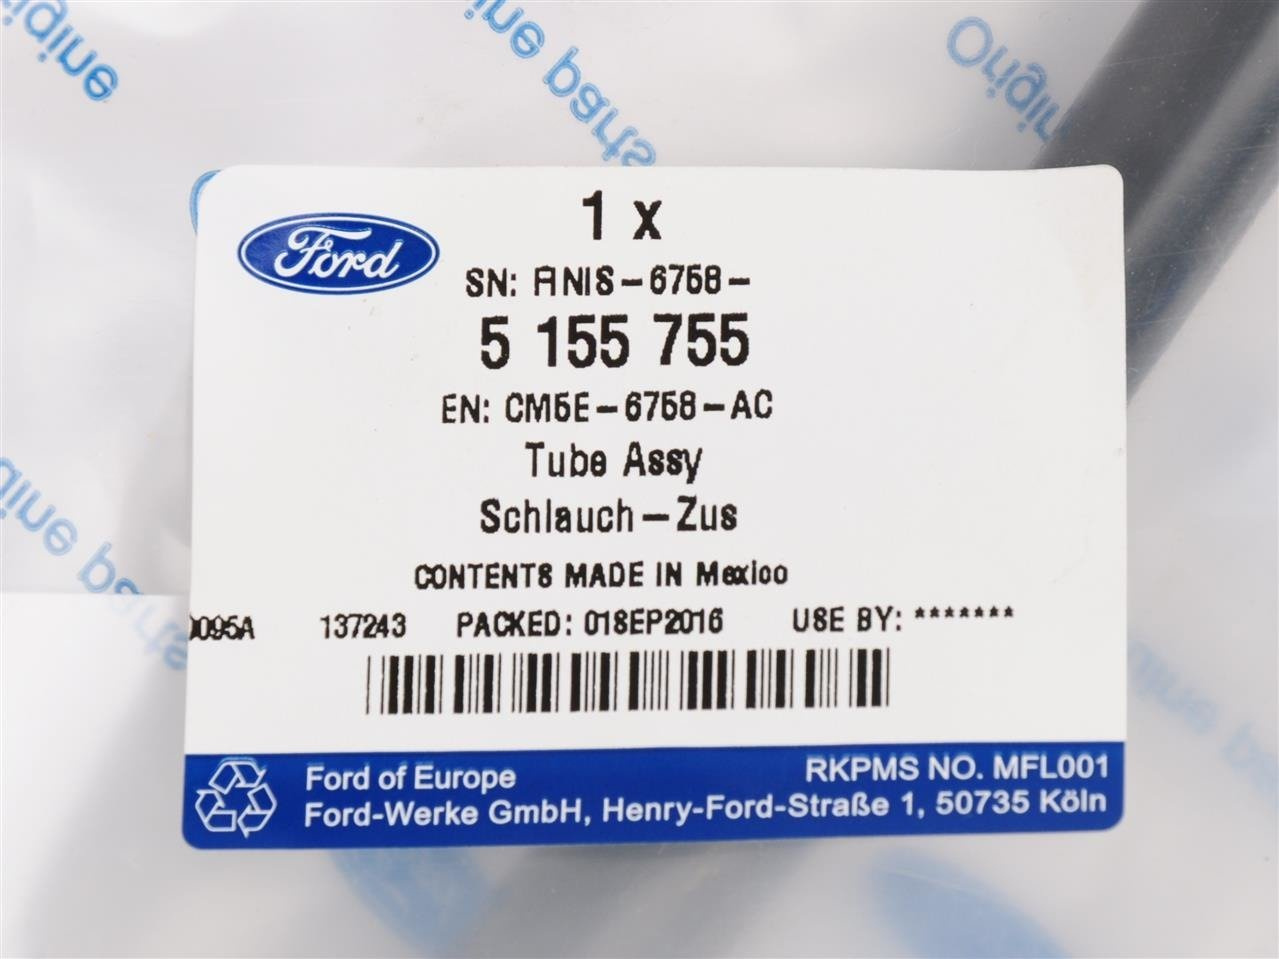 Ford
1 x
SN: FINIS-6758-
5 155 755
EN: CM5E-6758-AC
Tube Assy
Schlauch-Zus
CONTENTS MADE IN Mexico
0095A 137243 PACKED: 01SEP2016 USE BY: *******
Ford of Europe RKPMS NO. MFL001
Ford-Werke GmbH, Henry-Ford-Straße 1, 50735 Köln